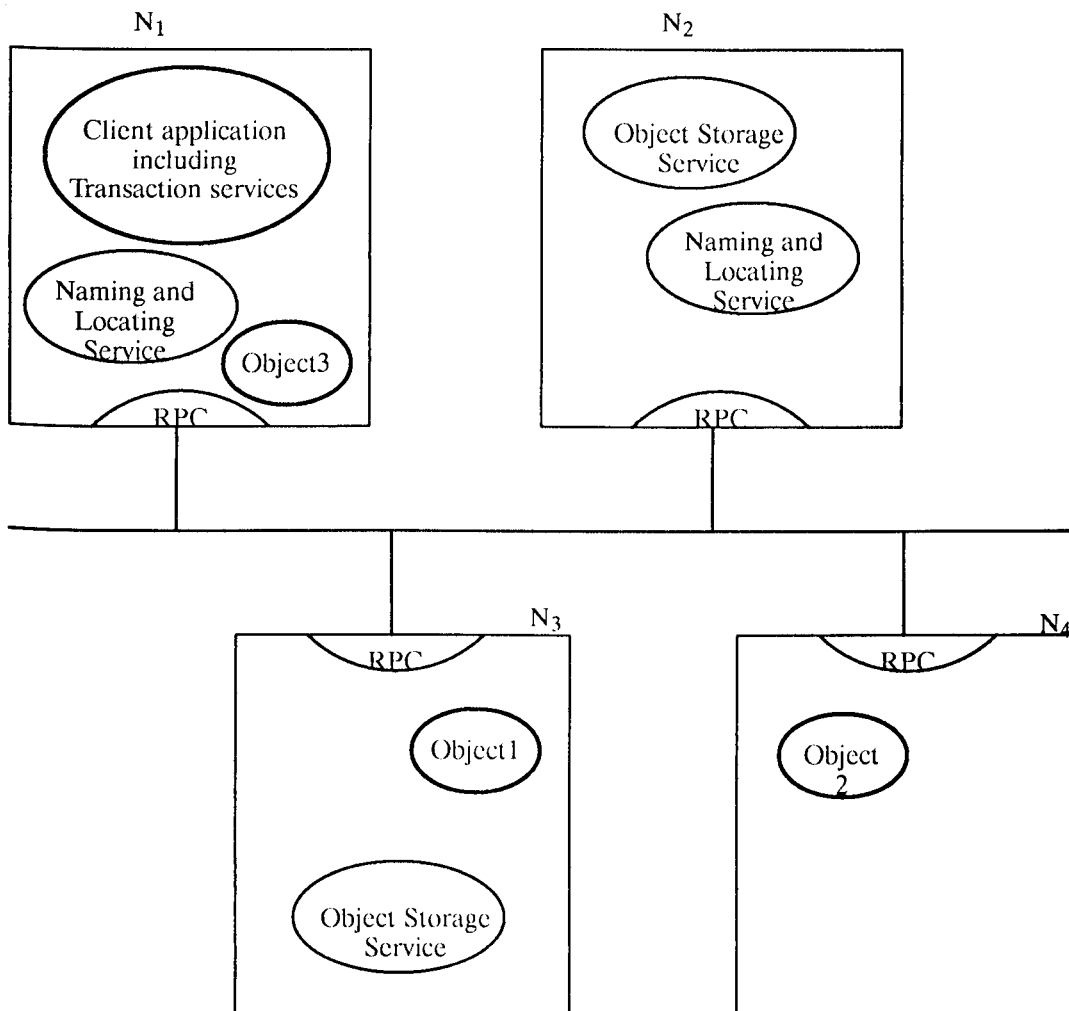 N1
N2
Client application
including
Transaction services
Naming and
Locating
Service
Object3
RPC
Object Storage
Service
Naming and
Locating
Service
RPC
N3
RPC
Object1
Object Storage
Service
N4
RPC
Object
2